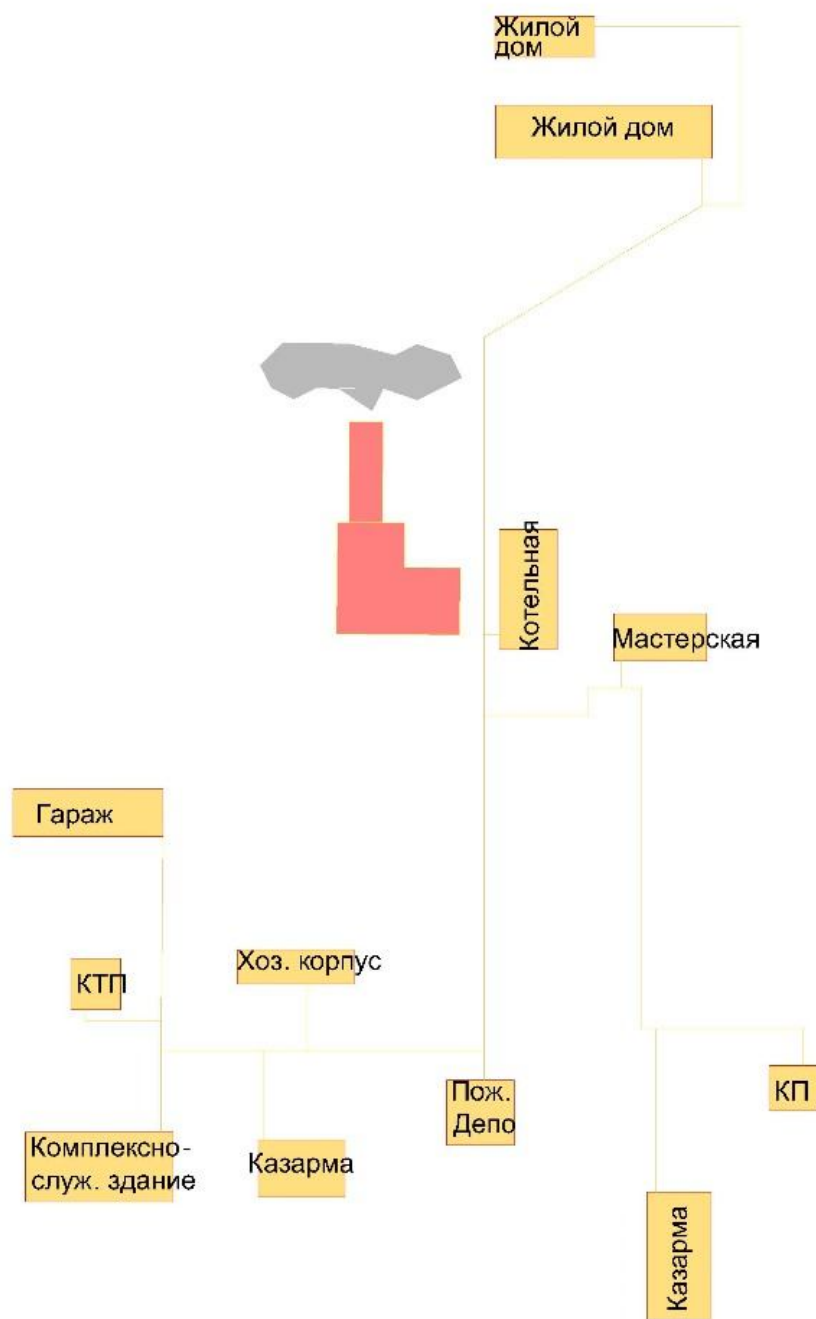 Жилой
дом
Жилой дом
Котельная
Мастерская
Гараж
Хоз. корпус
КТП
Пож.
Депо
КП
Комплексно-
служ. здание
Казарма
Казарма